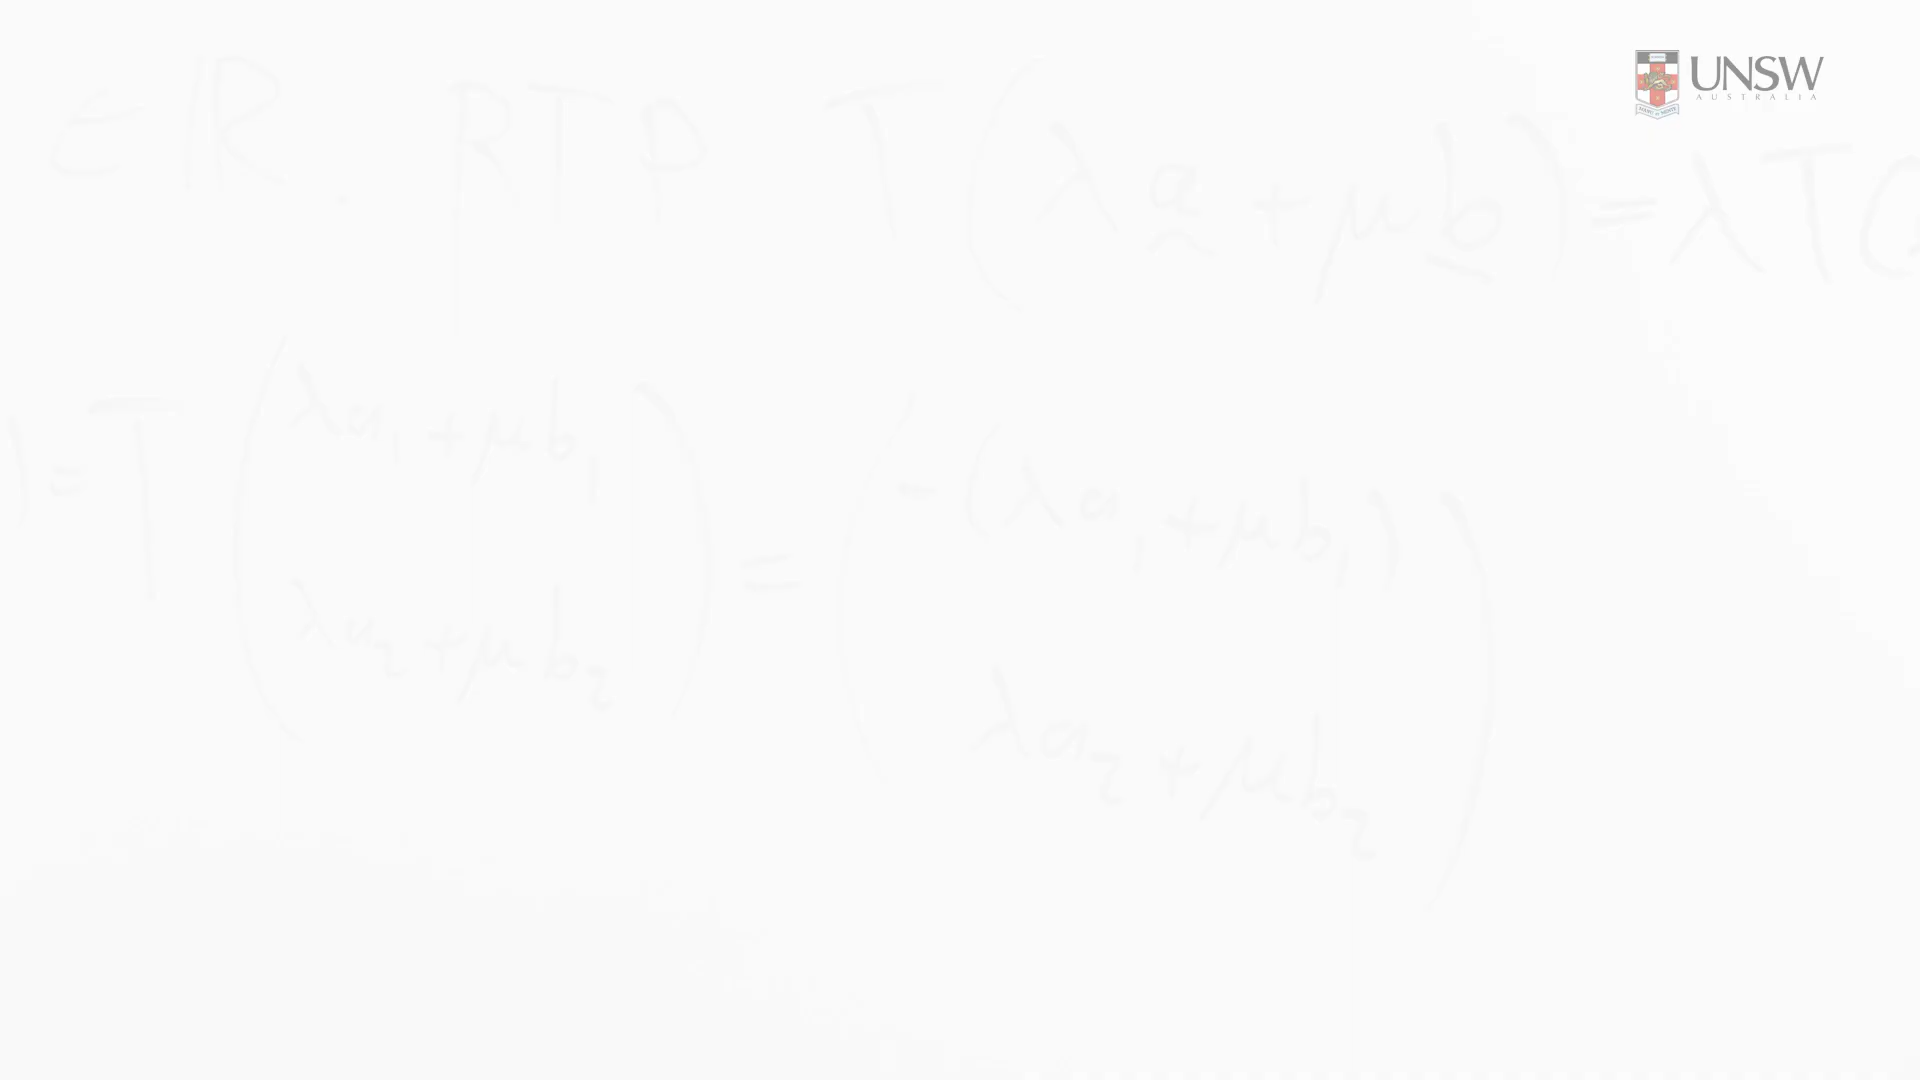 UNSW
AUSTRALIA
∈ ℝ. RTP T(λa + μb) = λT(
) = T(λa₁ + μb₁
λa₂ + μb₂) = (-(λa₁ + μb₁)
λa₂ + μb₂)